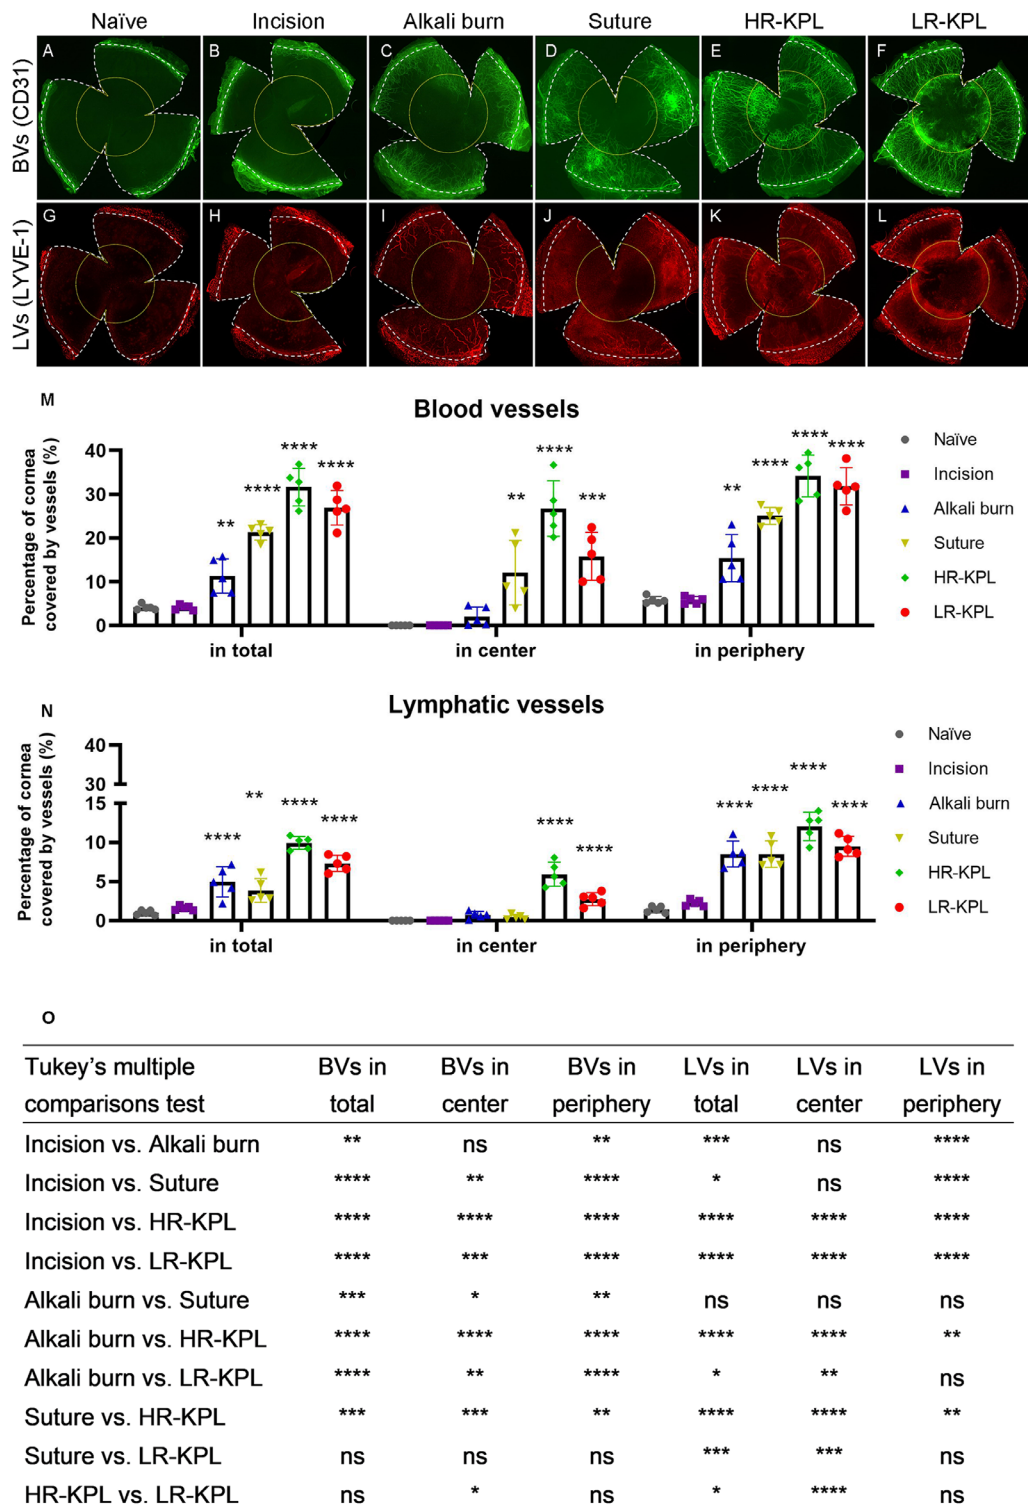 Naïve Incision Alkali burn Suture HR-KPL LR-KPL
BVs (CD31)
A B C D E F
LVs (LYVE-1)
G H I J K L
M
Blood vessels
Percentage of cornea
covered by vessels (%)
40
30
20
10
0
** **** **** ****
** **** ***
** **** **** ****
in total in center in periphery
Naïve
Incision
Alkali burn
Suture
HR-KPL
LR-KPL
N
Lymphatic vessels
Percentage of cornea
covered by vessels (%)
40
30
15
10
5
0
**** ** **** ****
**** ****
**** **** **** ****
in total in center in periphery
Naïve
Incision
Alkali burn
Suture
HR-KPL
LR-KPL
O
Tukey's multiple BVs in BVs in BVs in LVs in LVs in LVs in
comparisons test total center periphery total center periphery
Incision vs. Alkali burn ** ns ** *** ns ****
Incision vs. Suture **** ** **** * ns ****
Incision vs. HR-KPL **** **** **** **** **** ****
Incision vs. LR-KPL **** *** **** **** **** ****
Alkali burn vs. Suture *** * ** ns ns ns
Alkali burn vs. HR-KPL **** **** **** **** **** **
Alkali burn vs. LR-KPL **** ** **** * ** ns
Suture vs. HR-KPL *** *** ** **** **** **
Suture vs. LR-KPL ns ns ns *** *** ns
HR-KPL vs. LR-KPL ns * ns * **** ns